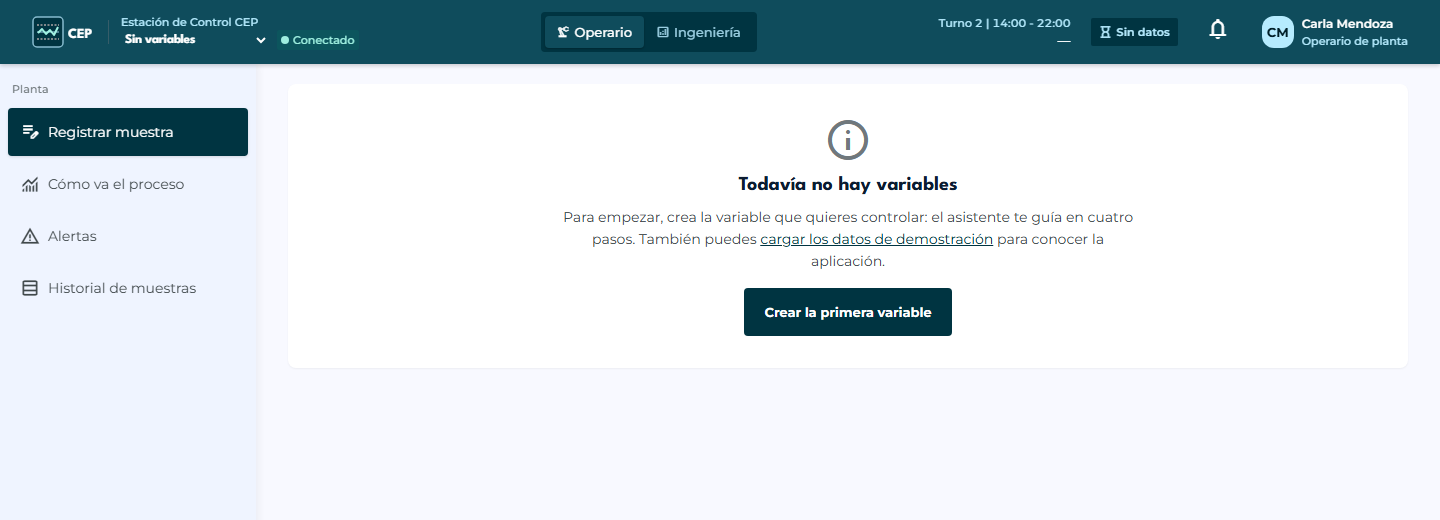 CEP
Estación de Control CEP
Sin variables
Conectado
Operario
Ingeniería
Turno 2 | 14:00 - 22:00
—
Sin datos
CM
Carla Mendoza
Operario de planta
Planta
Registrar muestra
Cómo va el proceso
Alertas
Historial de muestras
Todavía no hay variables
Para empezar, crea la variable que quieres controlar: el asistente te guía en cuatro
pasos. También puedes cargar los datos de demostración para conocer la
aplicación.
Crear la primera variable